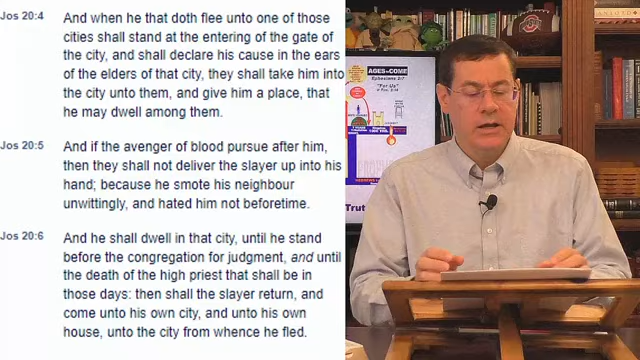 Jos 20:4 And when he that doth flee unto one of those
cities shall stand at the entering of the gate of
the city, and shall declare his cause in the ears
of the elders of that city, they shall take him into
the city unto them, and give him a place, that
he may dwell among them.
Jos 20:5 And if the avenger of blood pursue after him,
then they shall not deliver the slayer up into his
hand; because he smote his neighbour
unwittingly, and hated him not beforetime.
Jos 20:6 And he shall dwell in that city, until he stand
before the congregation for judgment, and until
the death of the high priest that shall be in
those days: then shall the slayer return, and
come unto his own city, and unto his own
house, unto the city from whence he fled.
AGES to COME
Ephesians 2:7
"For Us"
Trut